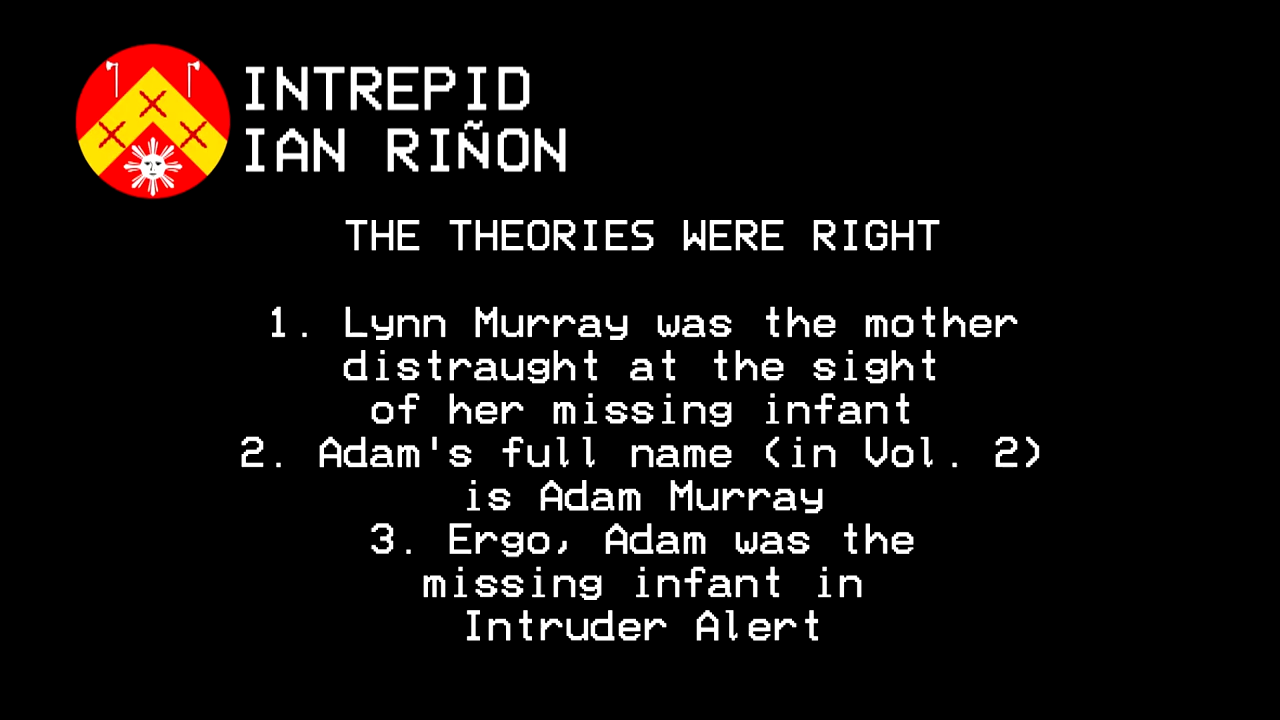 INTREPID
IAN RIÑON
THE THEORIES WERE RIGHT
1. Lynn Murray was the mother
distraught at the sight
of her missing infant
2. Adam's full name (in Vol. 2)
is Adam Murray
3. Ergo, Adam was the
missing infant in
Intruder Alert